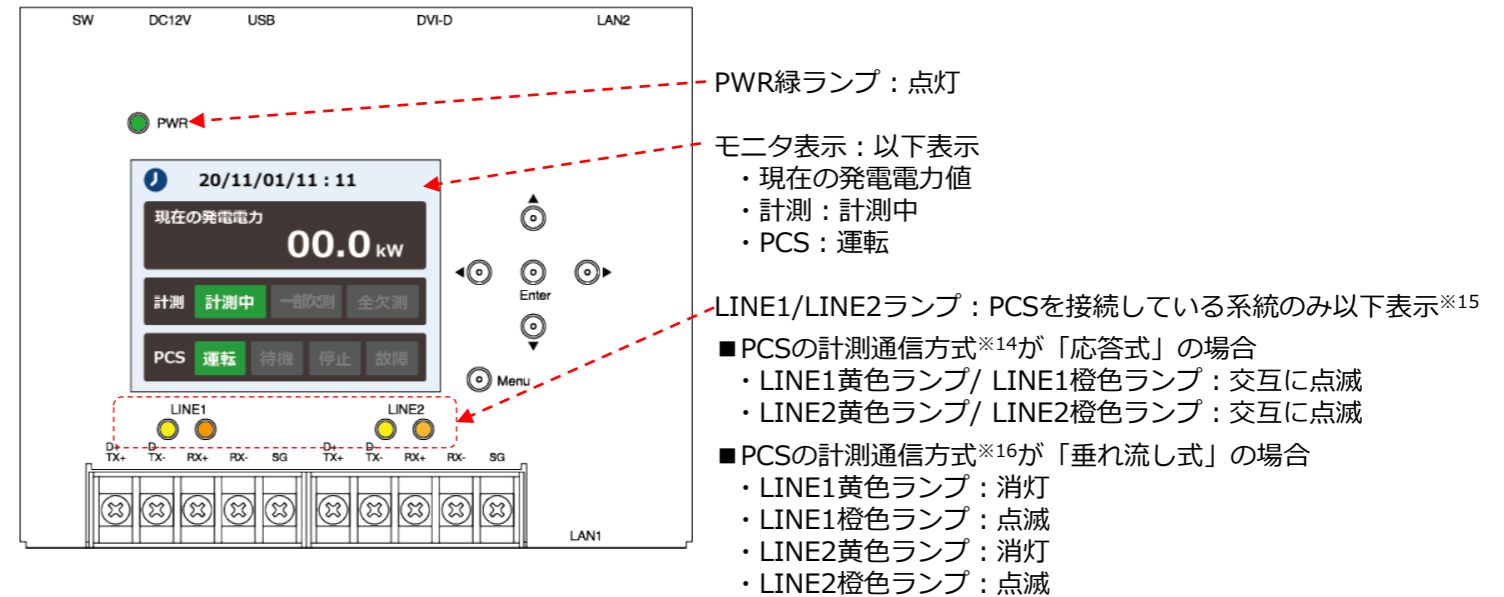 SW DC12V USB DVI-D LAN2
PWR
20/11/01/11:11
現在の発電電力
00.0 kW
計測 計測中 一部欠測 全欠測
PCS 運転 待機 停止 故障
▲
◀ ▶
Enter
▼
Menu
LINE1 LINE2
D+ D- D+ D-
TX+ TX- RX+ RX- SG TX+ TX- RX+ RX- SG
LAN1
PWR緑ランプ：点灯
モニタ表示：以下表示
・現在の発電電力値
・計測：計測中
・PCS：運転
LINE1/LINE2ランプ：PCSを接続している系統のみ以下表示※15
■PCSの計測通信方式※14が「応答式」の場合
・LINE1黄色ランプ/ LINE1橙色ランプ：交互に点滅
・LINE2黄色ランプ/ LINE2橙色ランプ：交互に点滅
■PCSの計測通信方式※16が「垂れ流し式」の場合
・LINE1黄色ランプ：消灯
・LINE1橙色ランプ：点滅
・LINE2黄色ランプ：消灯
・LINE2橙色ランプ：点滅